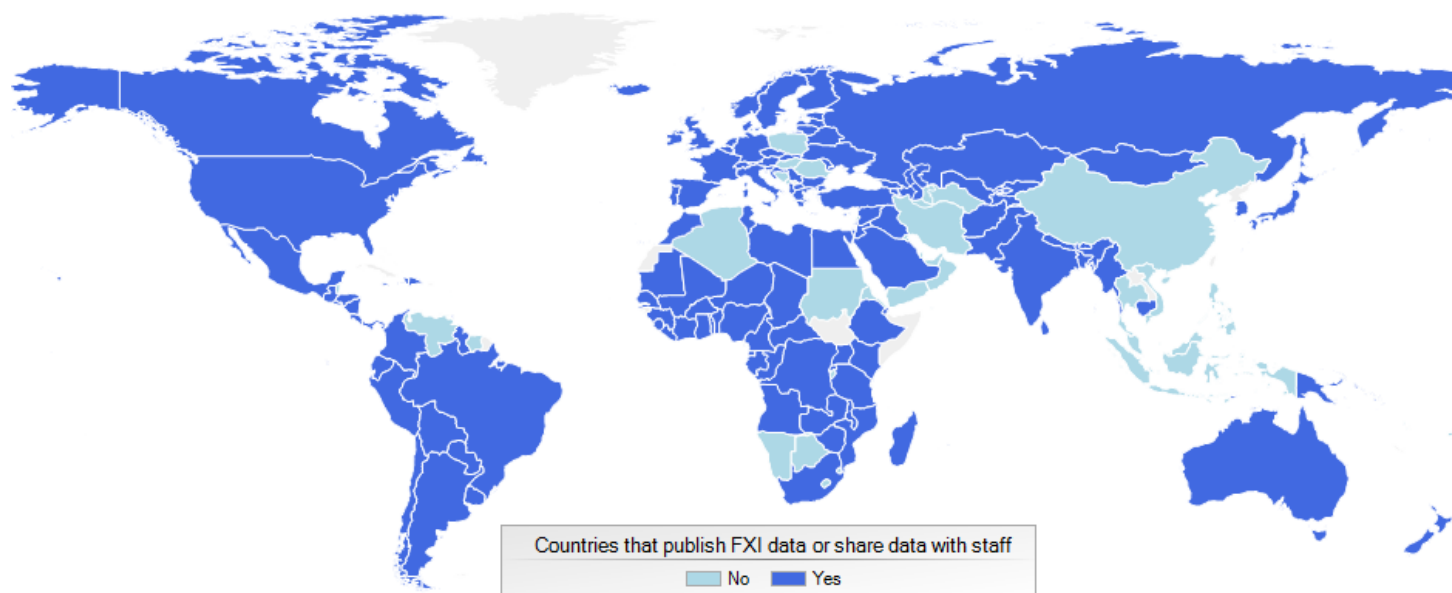 Countries that publish FXI data or share data with staff
No Yes